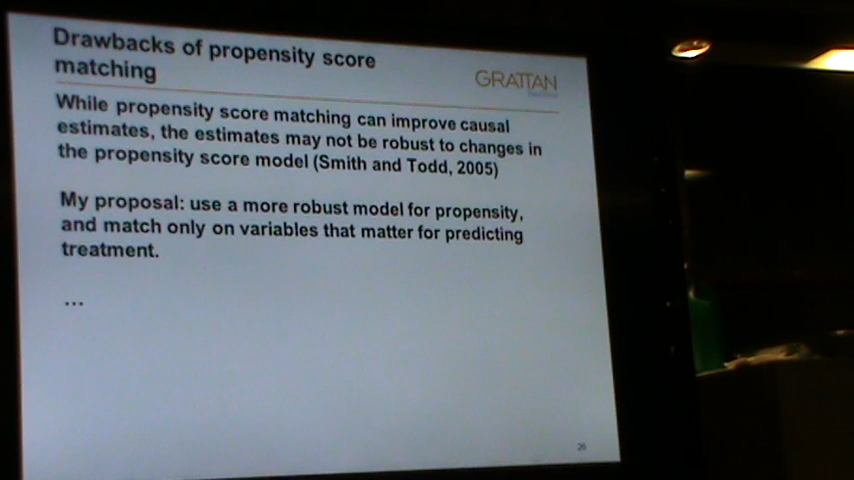 Drawbacks of propensity score
matching
GRATTAN
While propensity score matching can improve causal
estimates, the estimates may not be robust to changes in
the propensity score model (Smith and Todd, 2005)
My proposal: use a more robust model for propensity,
and match only on variables that matter for predicting
treatment.
...
26